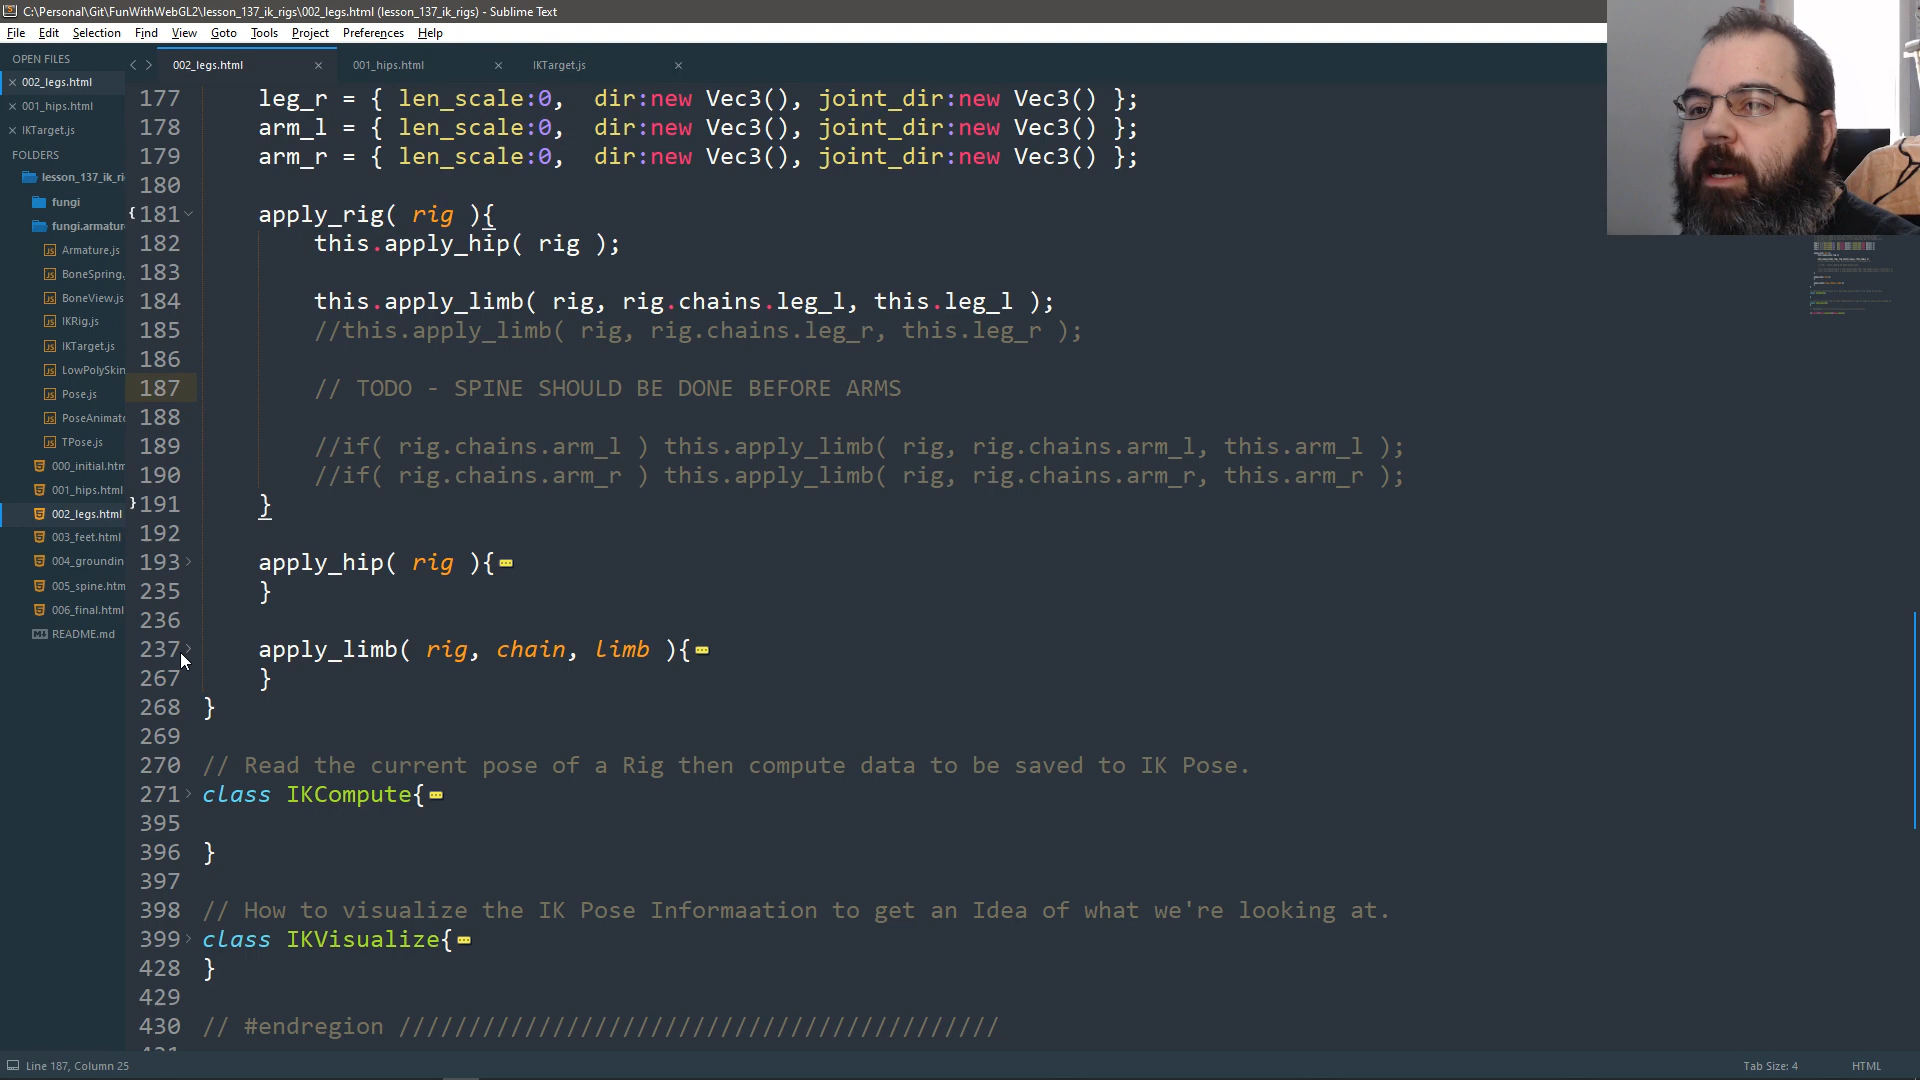 C:\Personal\Git\FunWithWebGL2\lesson_137_ik_rigs\002_legs.html (lesson_137_ik_rigs) - Sublime Text
File Edit Selection Find View Goto Tools Project Preferences Help
OPEN FILES
002_legs.html
001_hips.html
IKTarget.js
FOLDERS
lesson_137_ik_ri
fungi
fungi.armatur
Armature.js
BoneSpring.
BoneView.js
IKRig.js
IKTarget.js
LowPolySkin
Pose.js
PoseAnimat
TPose.js
000_initial.htm
001_hips.html
002_legs.html
003_feet.html
004_groundin
005_spine.htm
006_final.html
README.md
002_legs.html 001_hips.html IKTarget.js
177 leg_r = { len_scale:0, dir:new Vec3(), joint_dir:new Vec3() };
178 arm_l = { len_scale:0, dir:new Vec3(), joint_dir:new Vec3() };
179 arm_r = { len_scale:0, dir:new Vec3(), joint_dir:new Vec3() };
180
181 apply_rig( rig ){
182 this.apply_hip( rig );
183
184 this.apply_limb( rig, rig.chains.leg_l, this.leg_l );
185 //this.apply_limb( rig, rig.chains.leg_r, this.leg_r );
186
187 // TODO - SPINE SHOULD BE DONE BEFORE ARMS
188
189 //if( rig.chains.arm_l ) this.apply_limb( rig, rig.chains.arm_l, this.arm_l );
190 //if( rig.chains.arm_r ) this.apply_limb( rig, rig.chains.arm_r, this.arm_r );
191 }
192
193 apply_hip( rig ){
235 }
236
237 apply_limb( rig, chain, limb ){
267 }
268 }
269
270 // Read the current pose of a Rig then compute data to be saved to IK Pose.
271 class IKCompute{
395
396 }
397
398 // How to visualize the IK Pose Informaation to get an Idea of what we're looking at.
399 class IKVisualize{
428 }
429
430 // #endregion ///////////////////////////////////////////
Line 187, Column 25
Tab Size: 4
HTML